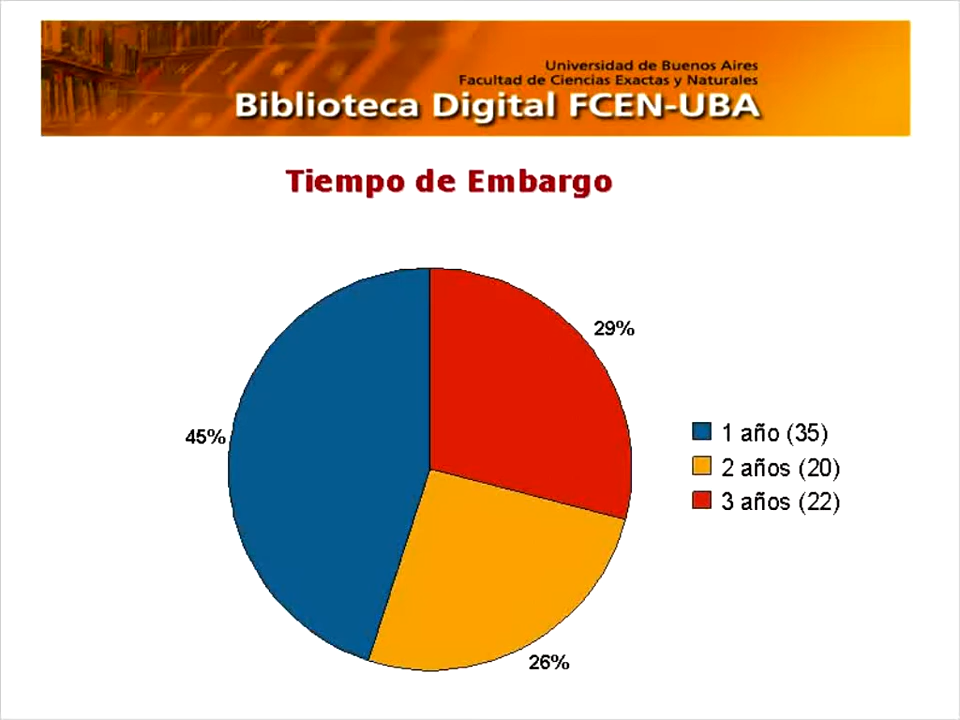 Universidad de Buenos Aires
Facultad de Ciencias Exactas y Naturales
Biblioteca Digital FCEN-UBA
Tiempo de Embargo
29%
45%
1 año (35)
2 años (20)
3 años (22)
26%